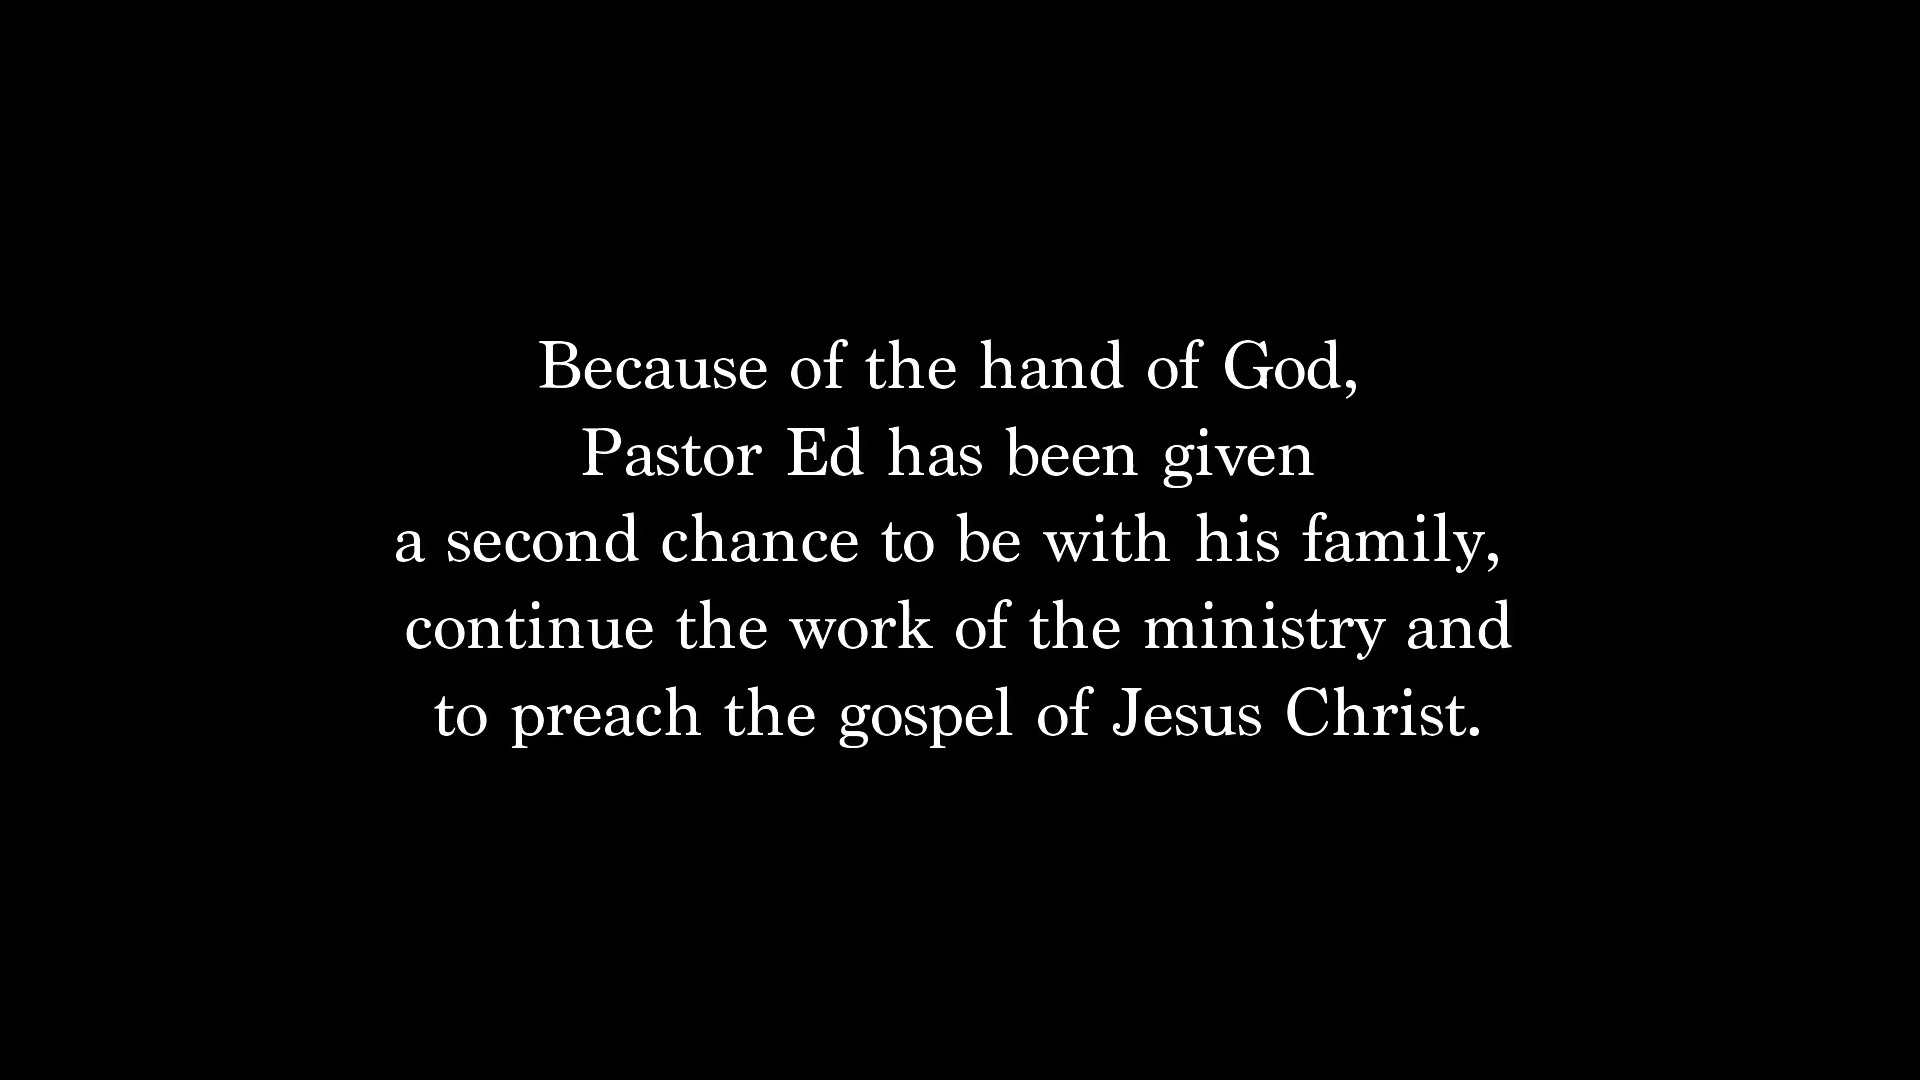 Because of the hand of God,
Pastor Ed has been given
a second chance to be with his family,
continue the work of the ministry and
to preach the gospel of Jesus Christ.